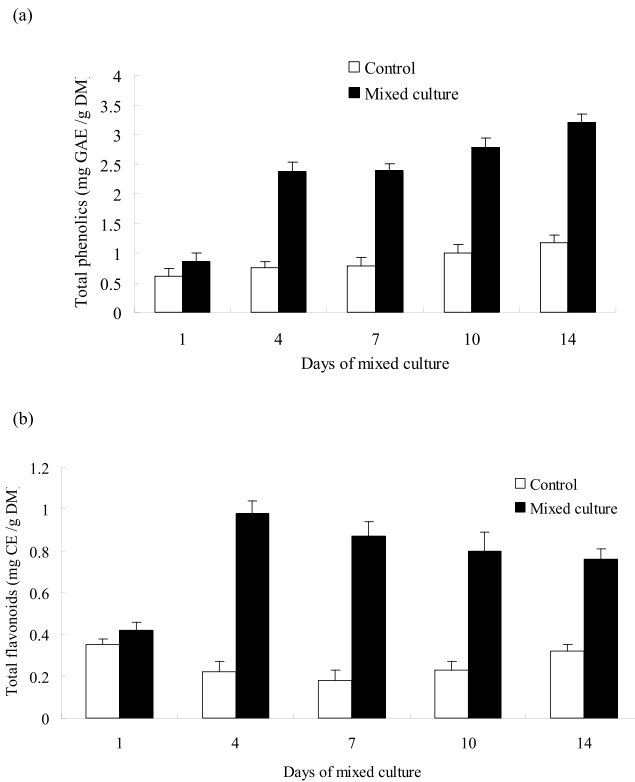 (a)
Control
Mixed culture
Total phenolics (mg GAE /g DM)
4
3.5
3
2.5
2
1.5
1
0.5
0
1 4 7 10 14
Days of mixed culture
(b)
Control
Mixed culture
Total flavonoids (mg CE /g DM)
1.2
1
0.8
0.6
0.4
0.2
0
1 4 7 10 14
Days of mixed culture